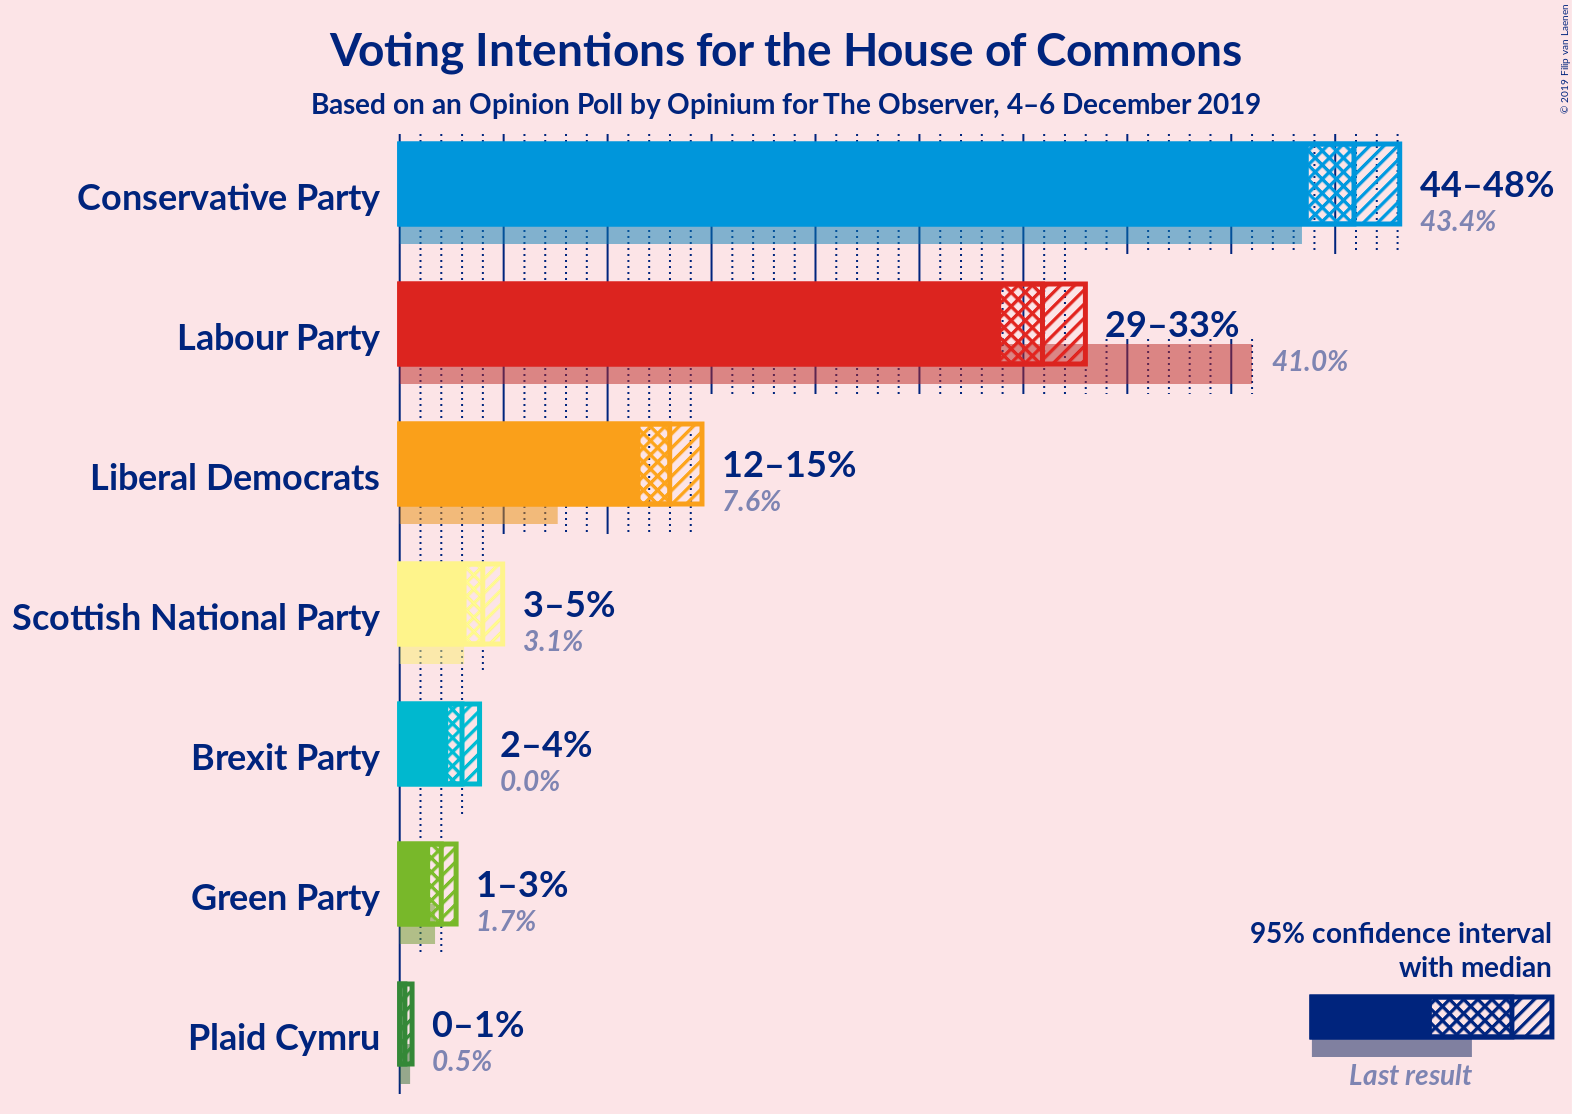 Voting Intentions for the House of Commons
Based on an Opinion Poll by Opinium for The Observer, 4–6 December 2019
© 2019 Filip van Laenen
Conservative Party
44–48%
43.4%
Labour Party
29–33%
41.0%
Liberal Democrats
12–15%
7.6%
Scottish National Party
3–5%
3.1%
Brexit Party
2–4%
0.0%
Green Party
1–3%
1.7%
Plaid Cymru
0–1%
0.5%
95% confidence interval
with median
Last result